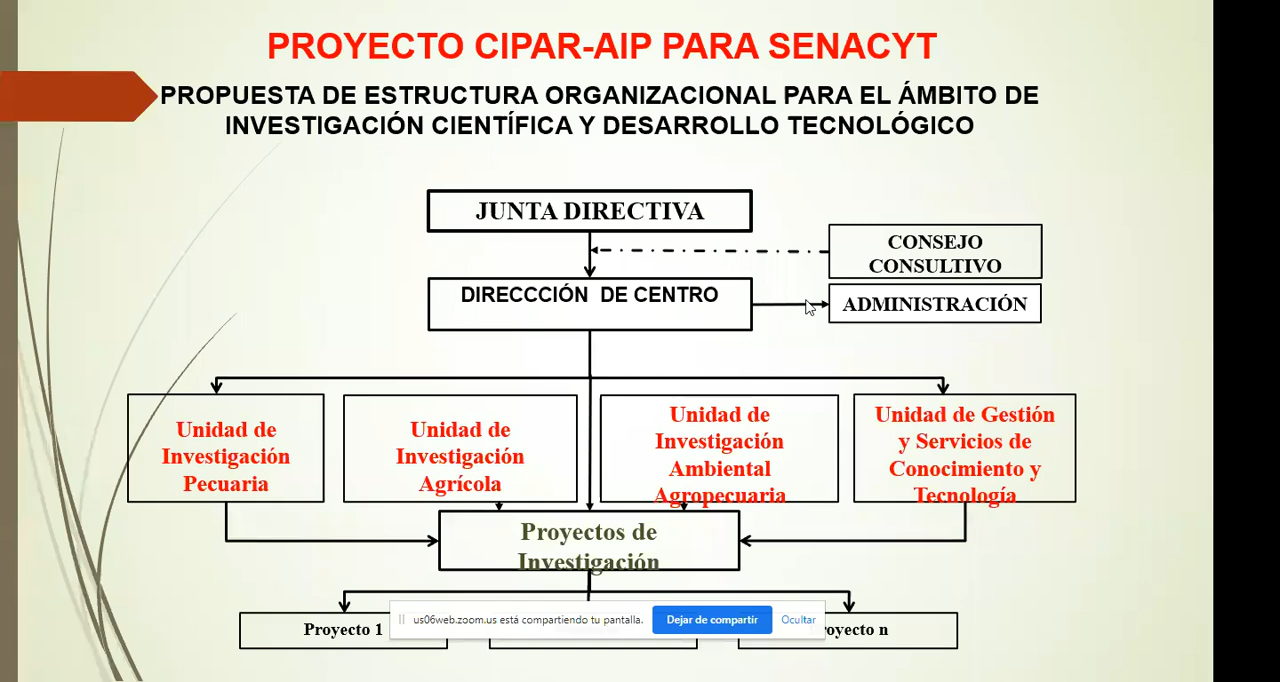 PROYECTO CIPAR-AIP PARA SENACYT
PROPUESTA DE ESTRUCTURA ORGANIZACIONAL PARA EL ÁMBITO DE
INVESTIGACIÓN CIENTÍFICA Y DESARROLLO TECNOLÓGICO
JUNTA DIRECTIVA
CONSEJO
CONSULTIVO
DIRECCCIÓN DE CENTRO
ADMINISTRACIÓN
Unidad de
Investigación
Pecuaria
Unidad de
Investigación
Agrícola
Unidad de
Investigación
Ambiental
Agropecuaria
Unidad de Gestión
y Servicios de
Conocimiento y
Tecnología
Proyectos de
Investigación
us06web.zoom.us está compartiendo tu pantalla.
Dejar de compartir
Ocultar
Proyecto 1
royecto n